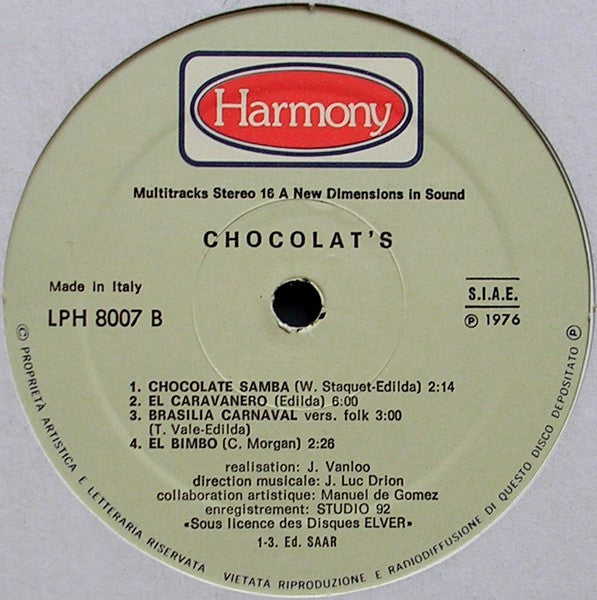 Harmony
Multitracks Stereo 16 A New Dimensions in Sound
CHOCOLAT'S
Made in Italy
LPH 8007 B
S.I.A.E.
Ⓟ 1976
1. CHOCOLATE SAMBA (W. Staquet-Edilda) 2:14
2. EL CARAVANERO (Edilda) 6:00
3. BRASILIA CARNAVAL vers. folk 3:00
(T. Vale-Edilda)
4. EL BIMBO (C. Morgan) 2:26
realisation: J. Vanloo
direction musicale: J. Luc Drion
collaboration artistique: Manuel de Gomez
enregistrement: STUDIO 92
«Sous licence des Disques ELVER»
1-3. Ed. SAAR
© PROPRIETÀ ARTISTICA E LETTERARIA RISERVATA VIETATA RIPRODUZIONE E RADIODIFFUSIONE DI QUESTO DISCO DEPOSITATO Ⓟ